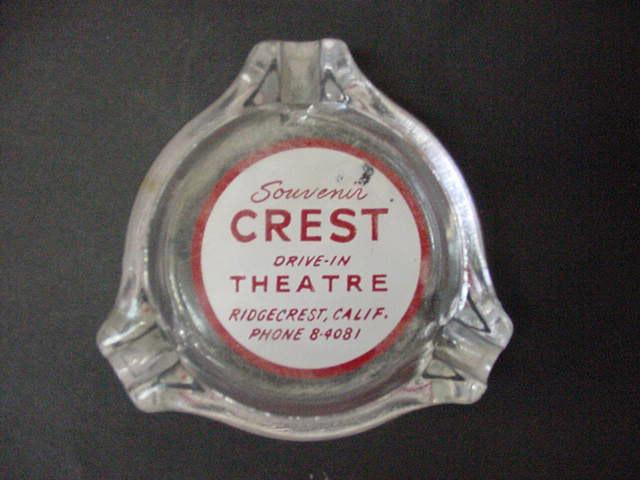 Souvenir
CREST
DRIVE-IN
THEATRE
RIDGECREST, CALIF.
PHONE 8-4081